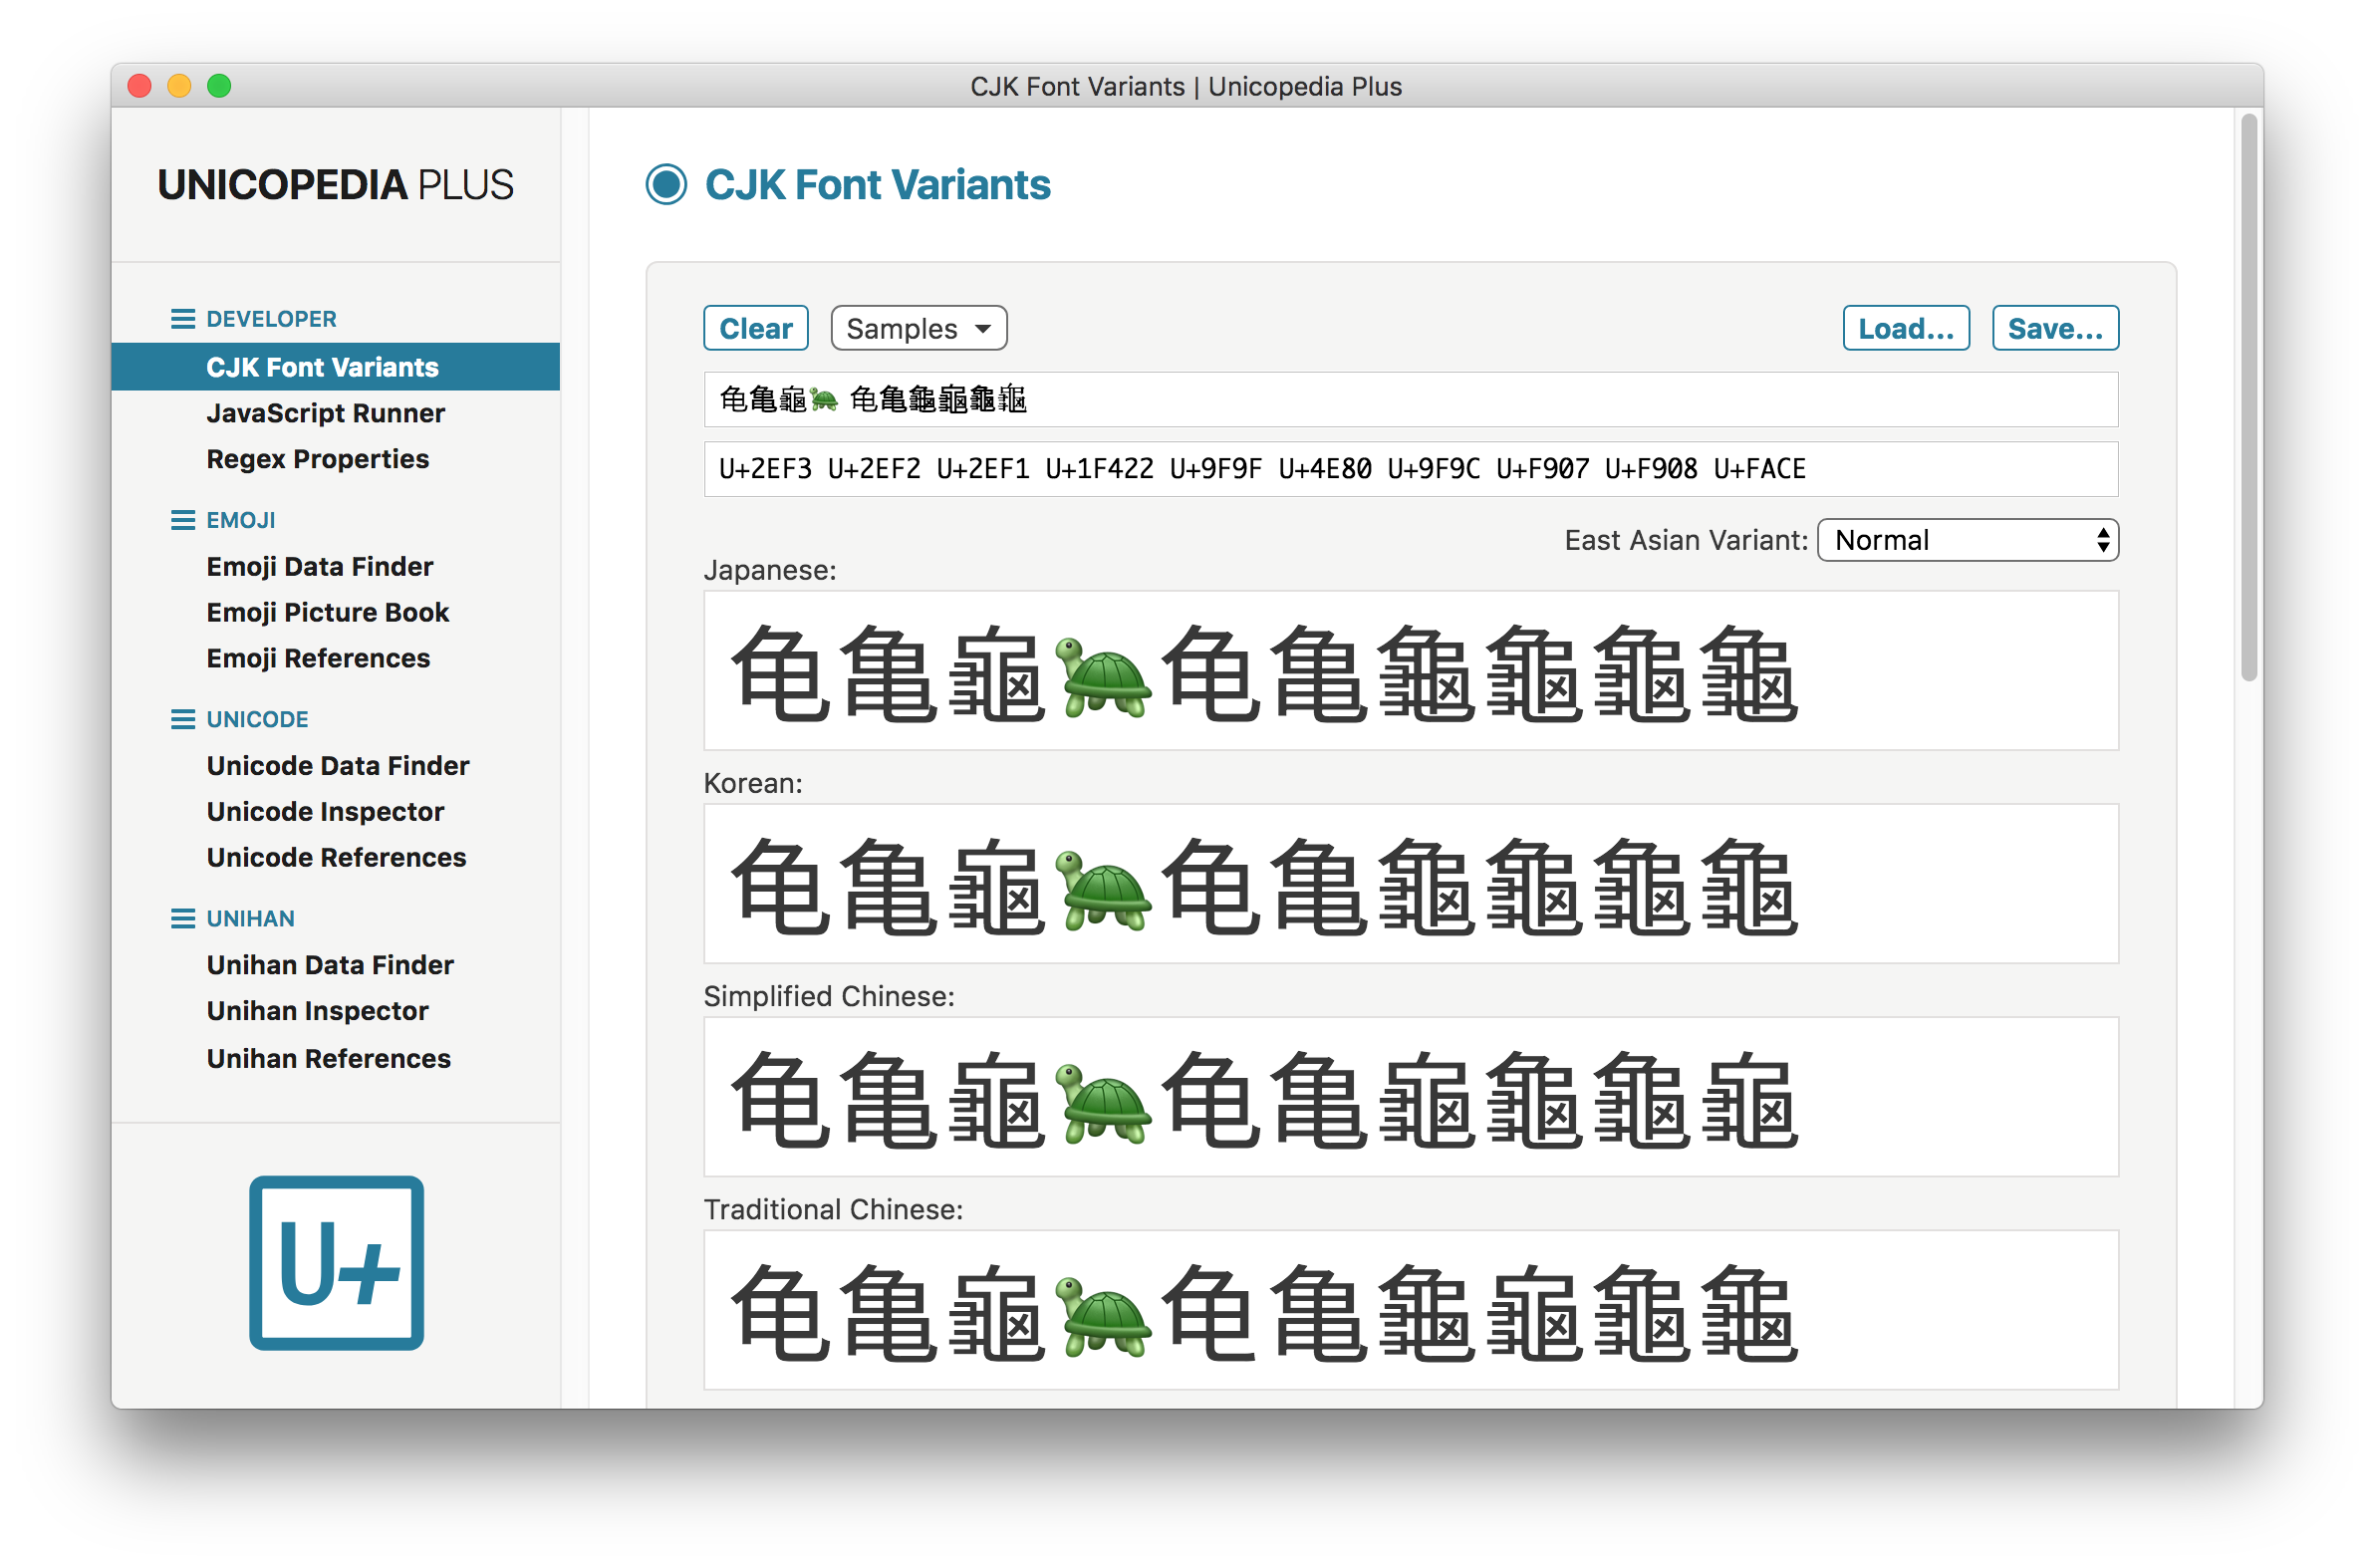 CJK Font Variants | Unicopedia Plus
UNICOPEDIA PLUS
DEVELOPER
CJK Font Variants
JavaScript Runner
Regex Properties
EMOJI
Emoji Data Finder
Emoji Picture Book
Emoji References
UNICODE
Unicode Data Finder
Unicode Inspector
Unicode References
UNIHAN
Unihan Data Finder
Unihan Inspector
Unihan References
U+
CJK Font Variants
Clear Samples Load... Save...
⻳⻲⻱🐢 龟亀龜龜龜龜
U+2EF3 U+2EF2 U+2EF1 U+1F422 U+9F9F U+4E80 U+9F9C U+F907 U+F908 U+FACE
East Asian Variant: Normal
Japanese:
⻳⻲⻱🐢龟亀龜龜龜龜
Korean:
⻳⻲⻱🐢龟亀龜龜龜龜
Simplified Chinese:
⻳⻲⻱🐢龟亀龜龜龜龜
Traditional Chinese:
⻳⻲⻱🐢龟亀龜龜龜龜